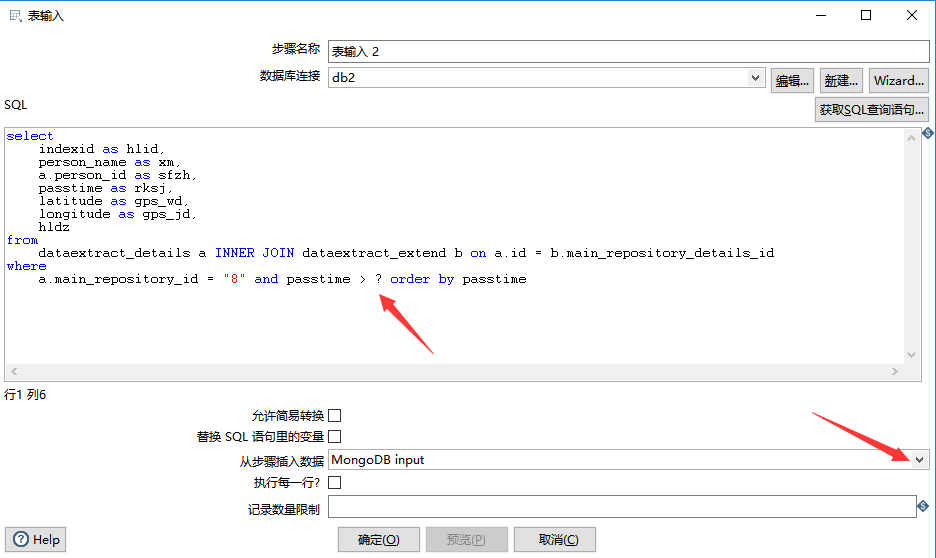 表输入
步骤名称 表输入 2
数据库连接 db2 编辑... 新建... Wizard...
SQL 获取SQL查询语句...
select
indexid as hlid,
person_name as xm,
a.person_id as sfzh,
passtime as rksj,
latitude as gps_wd,
longitude as gps_jd,
hldz
from
dataextract_details a INNER JOIN dataextract_extend b on a.id = b.main_repository_details_id
where
a.main_repository_id = "8" and passtime > ? order by passtime
行1 列6
允许简易转换
替换 SQL 语句里的变量
从步骤插入数据 MongoDB input
执行每一行?
记录数量限制
Help 确定(O) 预览(P) 取消(C)